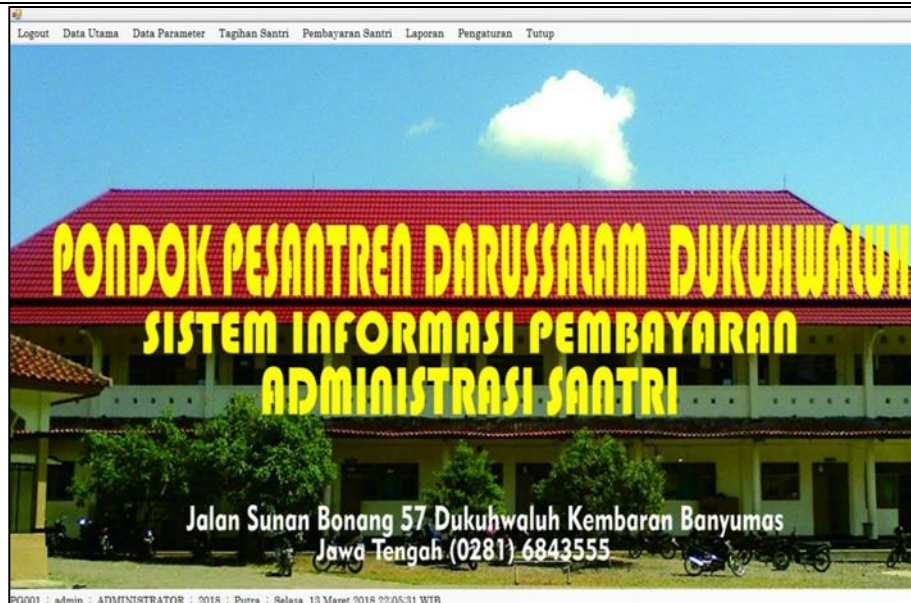 Logout Data Utama Data Parameter Tagihan Santri Pembayaran Santri Laporan Pengaturan Tutup
PONDOK PESANTREN DARUSSALAM DUKUHWALUH
SISTEM INFORMASI PEMBAYARAN
ADMINISTRASI SANTRI
Jalan Sunan Bonang 57 Dukuhwaluh Kembaran Banyumas
Jawa Tengah (0281) 6843555
PG001 : admin : ADMINISTRATOR : 2018 : Putra : Selasa, 13 Maret 2018 22:05:31 WIB